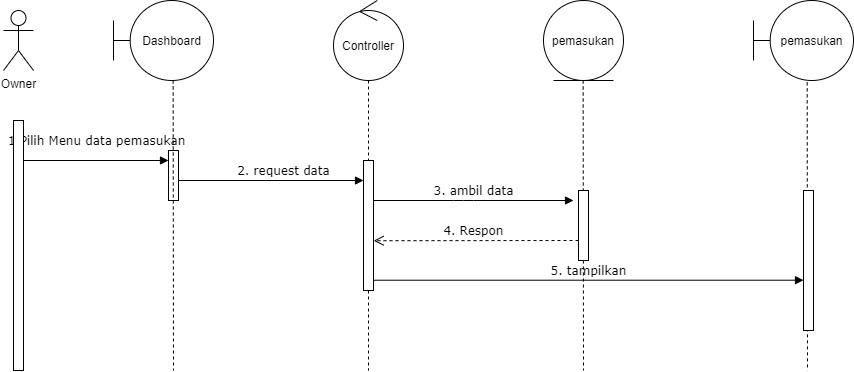 Dashboard
Controller
pemasukan
pemasukan
Owner
1. Pilih Menu data pemasukan
2. request data
3. ambil data
4. Respon
5. tampilkan